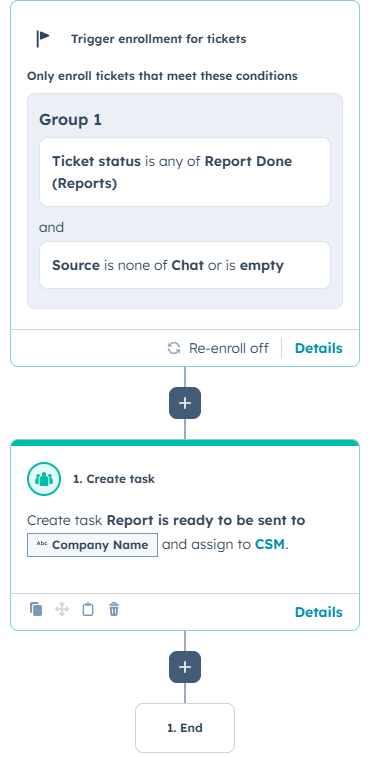 Trigger enrollment for tickets
Only enroll tickets that meet these conditions
Group 1
Ticket status is any of Report Done
(Reports)
and
Source is none of Chat or is empty
Re-enroll off Details
1. Create task
Create task Report is ready to be sent to
Abc Company Name and assign to CSM.
Details
1. End